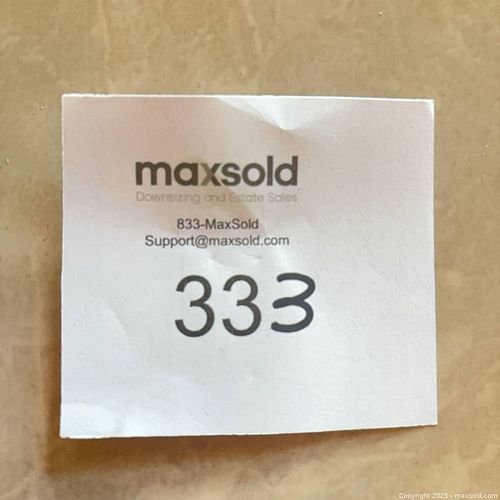 maxsold
Downsizing and Estate Sales
833-MaxSold
Support@maxsold.com
333
Copyright 2025 - maxsold.com